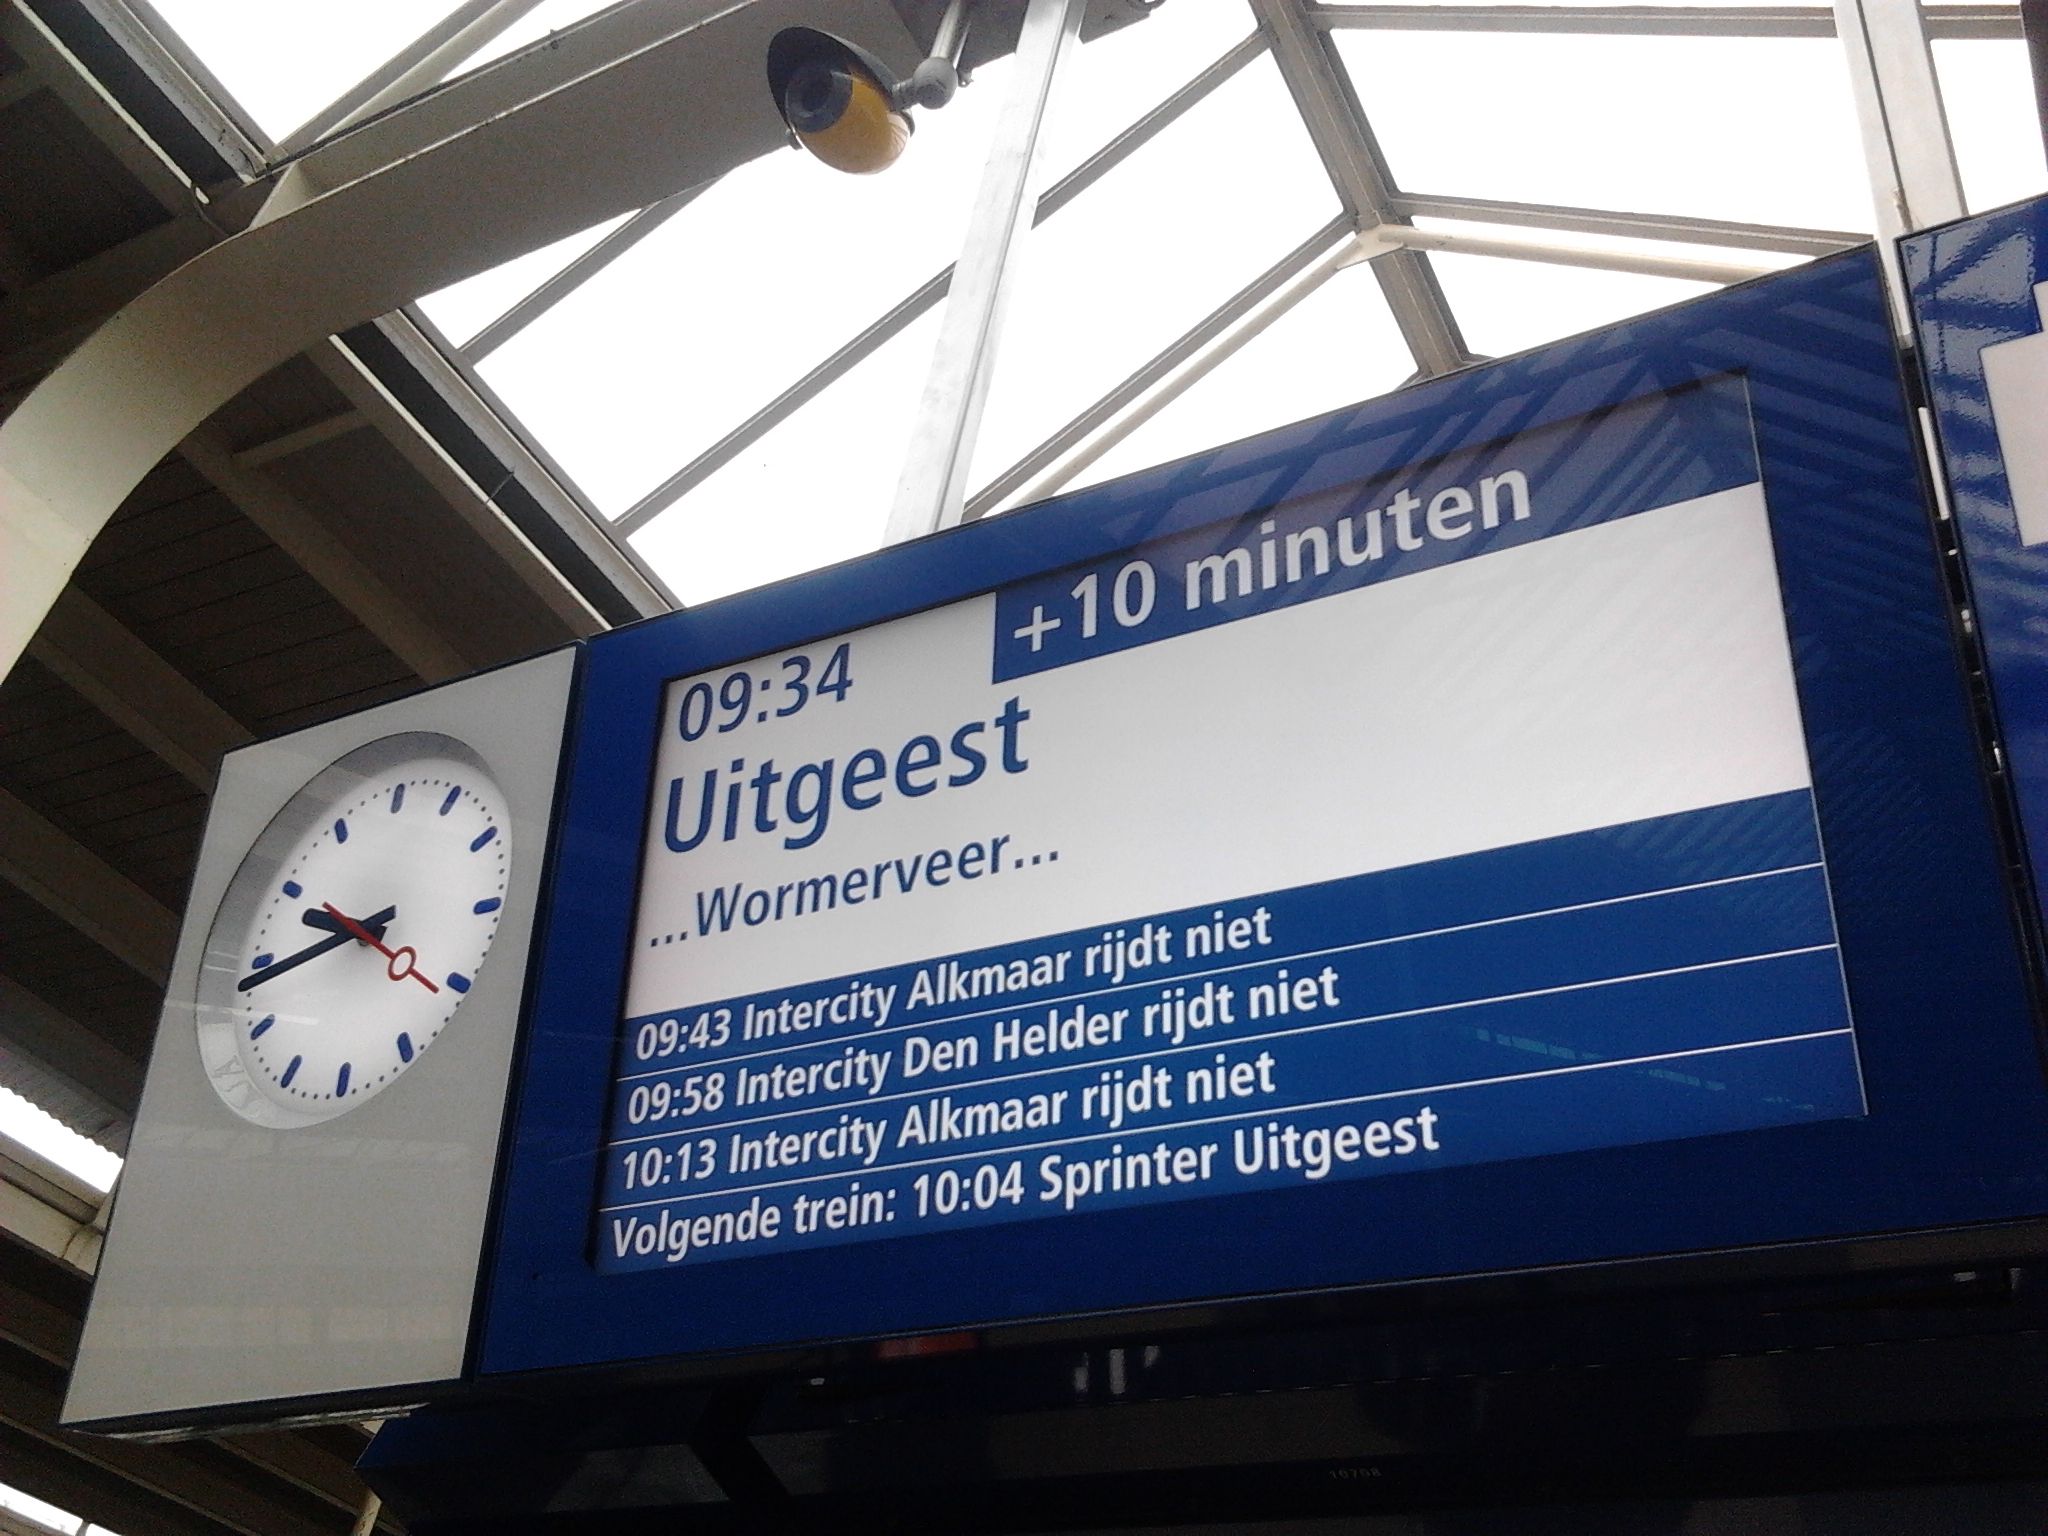 +10 minuten
09:34
Uitgeest
...Wormerveer...
09:43 Intercity Alkmaar rijdt niet
09:58 Intercity Den Helder rijdt niet
10:13 Intercity Alkmaar rijdt niet
Volgende trein: 10:04 Sprinter Uitgeest